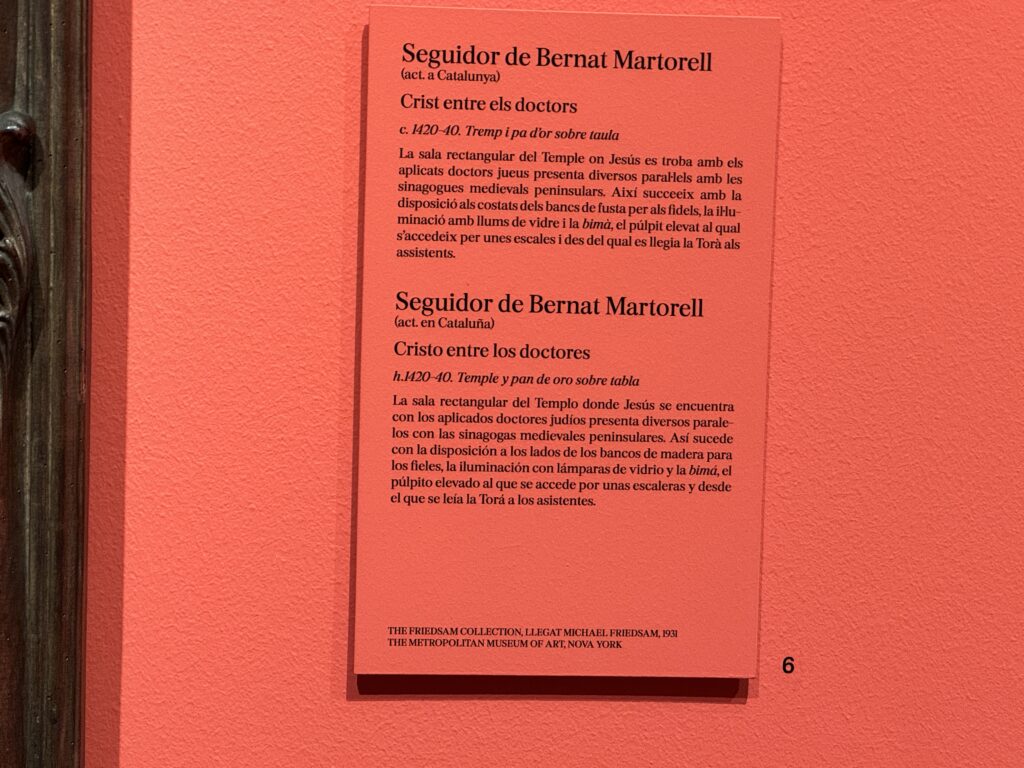 Seguidor de Bernat Martorell
(act. a Catalunya)
Crist entre els doctors
c. 1420-40. Tremp i pa d'or sobre taula
La sala rectangular del Temple on Jesús es troba amb els
aplicats doctors jueus presenta diversos paral·lels amb les
sinagogues medievals peninsulars. Així succeeix amb la
disposició als costats dels bancs de fusta per als fidels, la il·lu-
minació amb llums de vidre i la bimà, el púlpit elevat al qual
s'accedeix per unes escales i des del qual es llegia la Torà als
assistents.
Seguidor de Bernat Martorell
(act. en Cataluña)
Cristo entre los doctores
h.1420-40. Temple y pan de oro sobre tabla
La sala rectangular del Templo donde Jesús se encuentra
con los aplicados doctores judíos presenta diversos parale-
los con las sinagogas medievales peninsulares. Así sucede
con la disposición a los lados de los bancos de madera para
los fieles, la iluminación con lámparas de vidrio y la bimá, el
púlpito elevado al que se accede por unas escaleras y desde
el que se leía la Torá a los asistentes.
THE FRIEDSAM COLLECTION, LLEGAT MICHAEL FRIEDSAM, 1931
THE METROPOLITAN MUSEUM OF ART, NOVA YORK
6